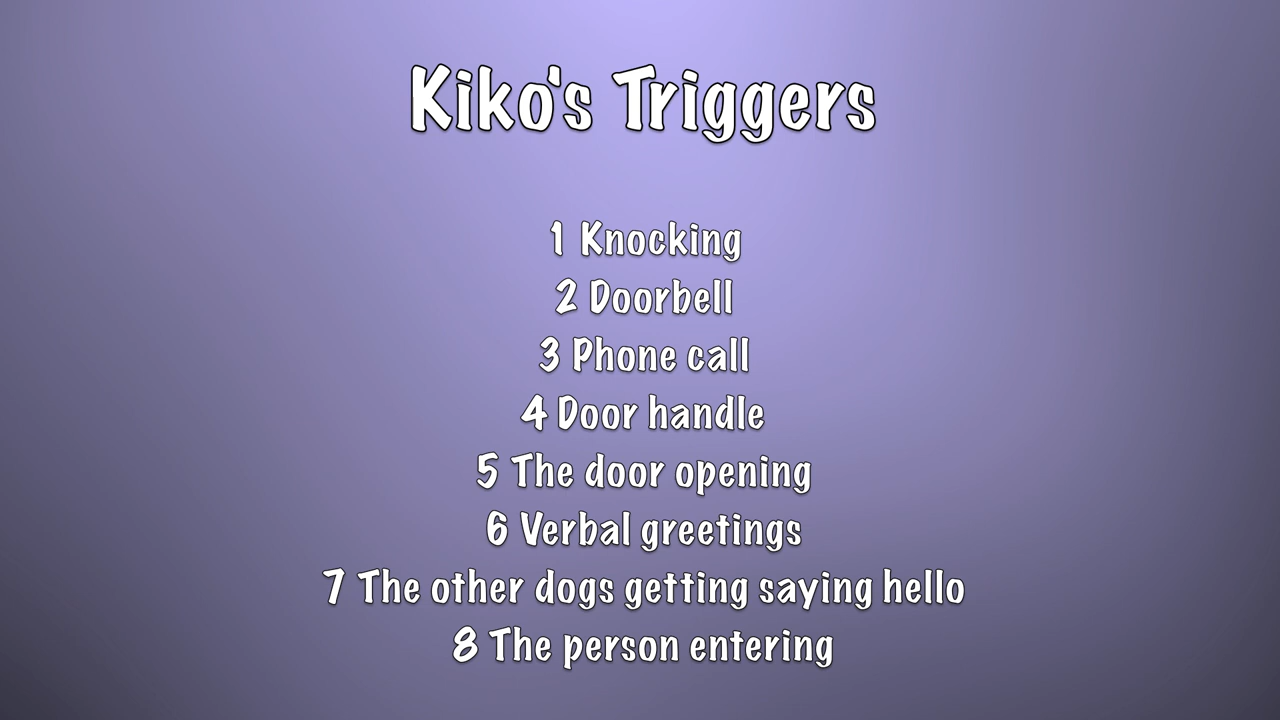 Kiko's Triggers
1 Knocking
2 Doorbell
3 Phone call
4 Door handle
5 The door opening
6 Verbal greetings
7 The other dogs getting saying hello
8 The person entering